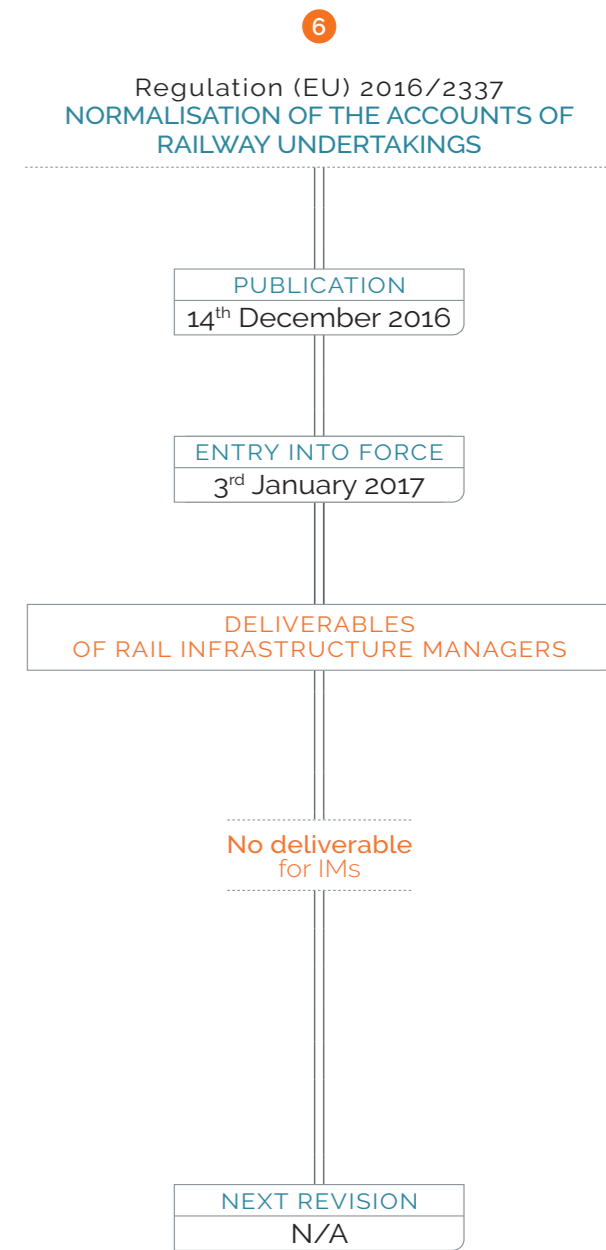 6
Regulation (EU) 2016/2337
NORMALISATION OF THE ACCOUNTS OF
RAILWAY UNDERTAKINGS
PUBLICATION
14th December 2016
ENTRY INTO FORCE
3rd January 2017
DELIVERABLES
OF RAIL INFRASTRUCTURE MANAGERS
No deliverable
for IMs
NEXT REVISION
N/A